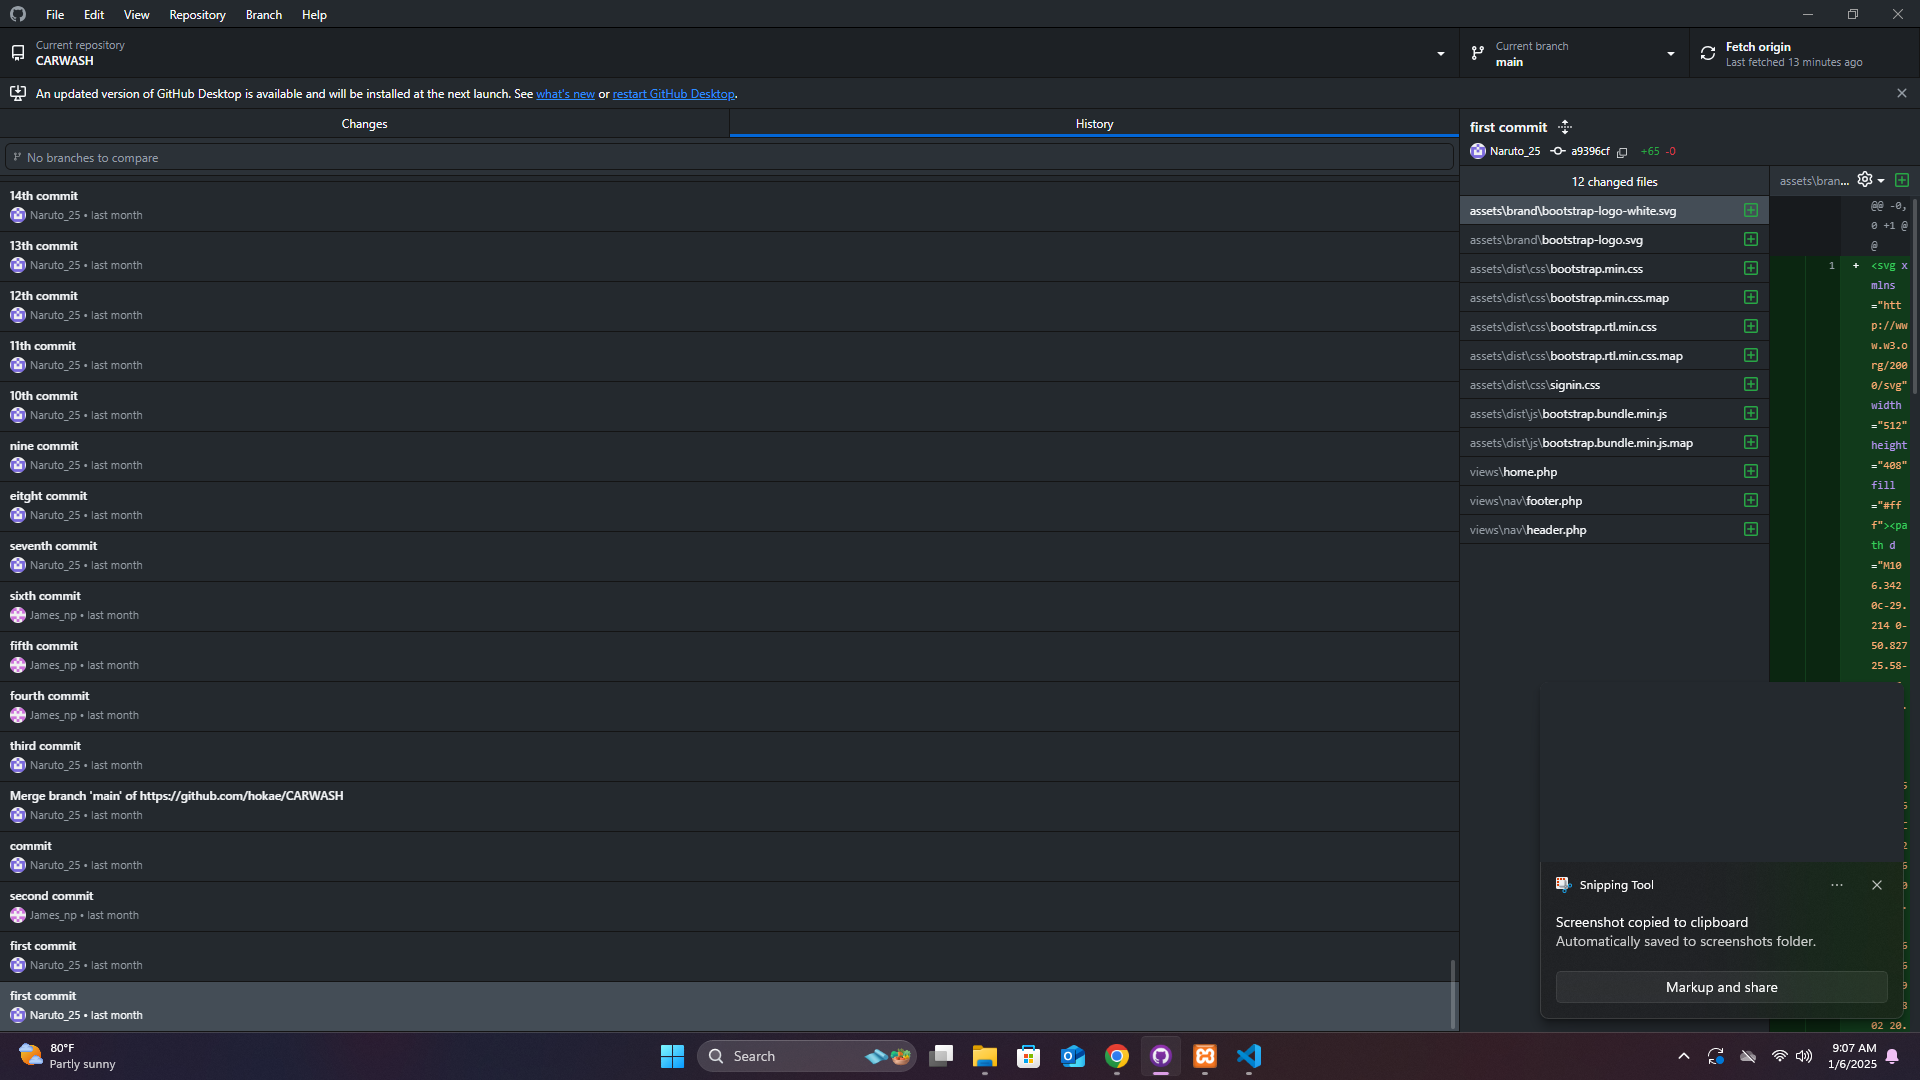 File Edit View Repository Branch Help
Current repository
CARWASH
Current branch
main
Fetch origin
Last fetched 13 minutes ago
An updated version of GitHub Desktop is available and will be installed at the next launch. See what's new or restart GitHub Desktop.
Changes
History
No branches to compare
14th commit
Naruto_25 • last month
13th commit
Naruto_25 • last month
12th commit
Naruto_25 • last month
11th commit
Naruto_25 • last month
10th commit
Naruto_25 • last month
nine commit
Naruto_25 • last month
eitght commit
Naruto_25 • last month
seventh commit
Naruto_25 • last month
sixth commit
James_np • last month
fifth commit
James_np • last month
fourth commit
James_np • last month
third commit
Naruto_25 • last month
Merge branch 'main' of https://github.com/hokae/CARWASH
Naruto_25 • last month
commit
Naruto_25 • last month
second commit
James_np • last month
first commit
Naruto_25 • last month
first commit
Naruto_25 • last month
first commit
Naruto_25 a9396cf +65 -0
12 changed files
assets\brand\bootstrap-logo-white.svg
assets\brand\bootstrap-logo.svg
assets\dist\css\bootstrap.min.css
assets\dist\css\bootstrap.min.css.map
assets\dist\css\bootstrap.rtl.min.css
assets\dist\css\bootstrap.rtl.min.css.map
assets\dist\css\signin.css
assets\dist\js\bootstrap.bundle.min.js
assets\dist\js\bootstrap.bundle.min.js.map
views\home.php
views\nav\footer.php
views\nav\header.php
assets\bran...
@@ -0,
0 +1 @
@
1 + <svg x
mlns
="htt
p://ww
w.w3.o
rg/200
0/svg"
width
="512"
height
="408"
fill
="#ff
f"><pa
th d
="M10
6.342
0c-29.
214 0-
50.827
25.58-
Snipping Tool
Screenshot copied to clipboard
Automatically saved to screenshots folder.
Markup and share
02 20.
80°F
Partly sunny
Search
9:07 AM
1/6/2025